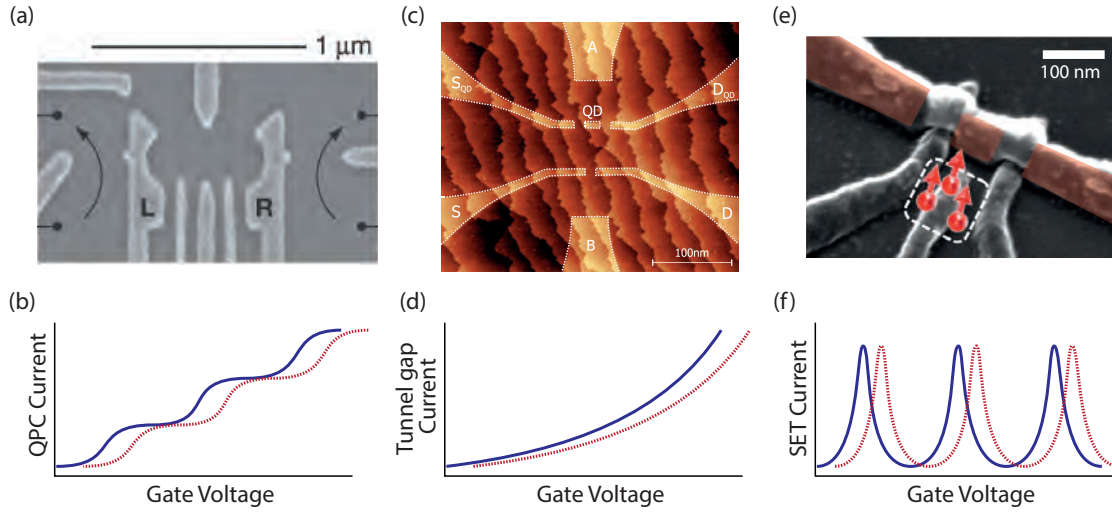 (a)
1 μm
L
R
(b)
QPC Current
Gate Voltage
(c)
A
S_QD
D_QD
QD
S
D
B
100nm
(d)
Tunnel gap
Current
Gate Voltage
(e)
100 nm
(f)
SET Current
Gate Voltage